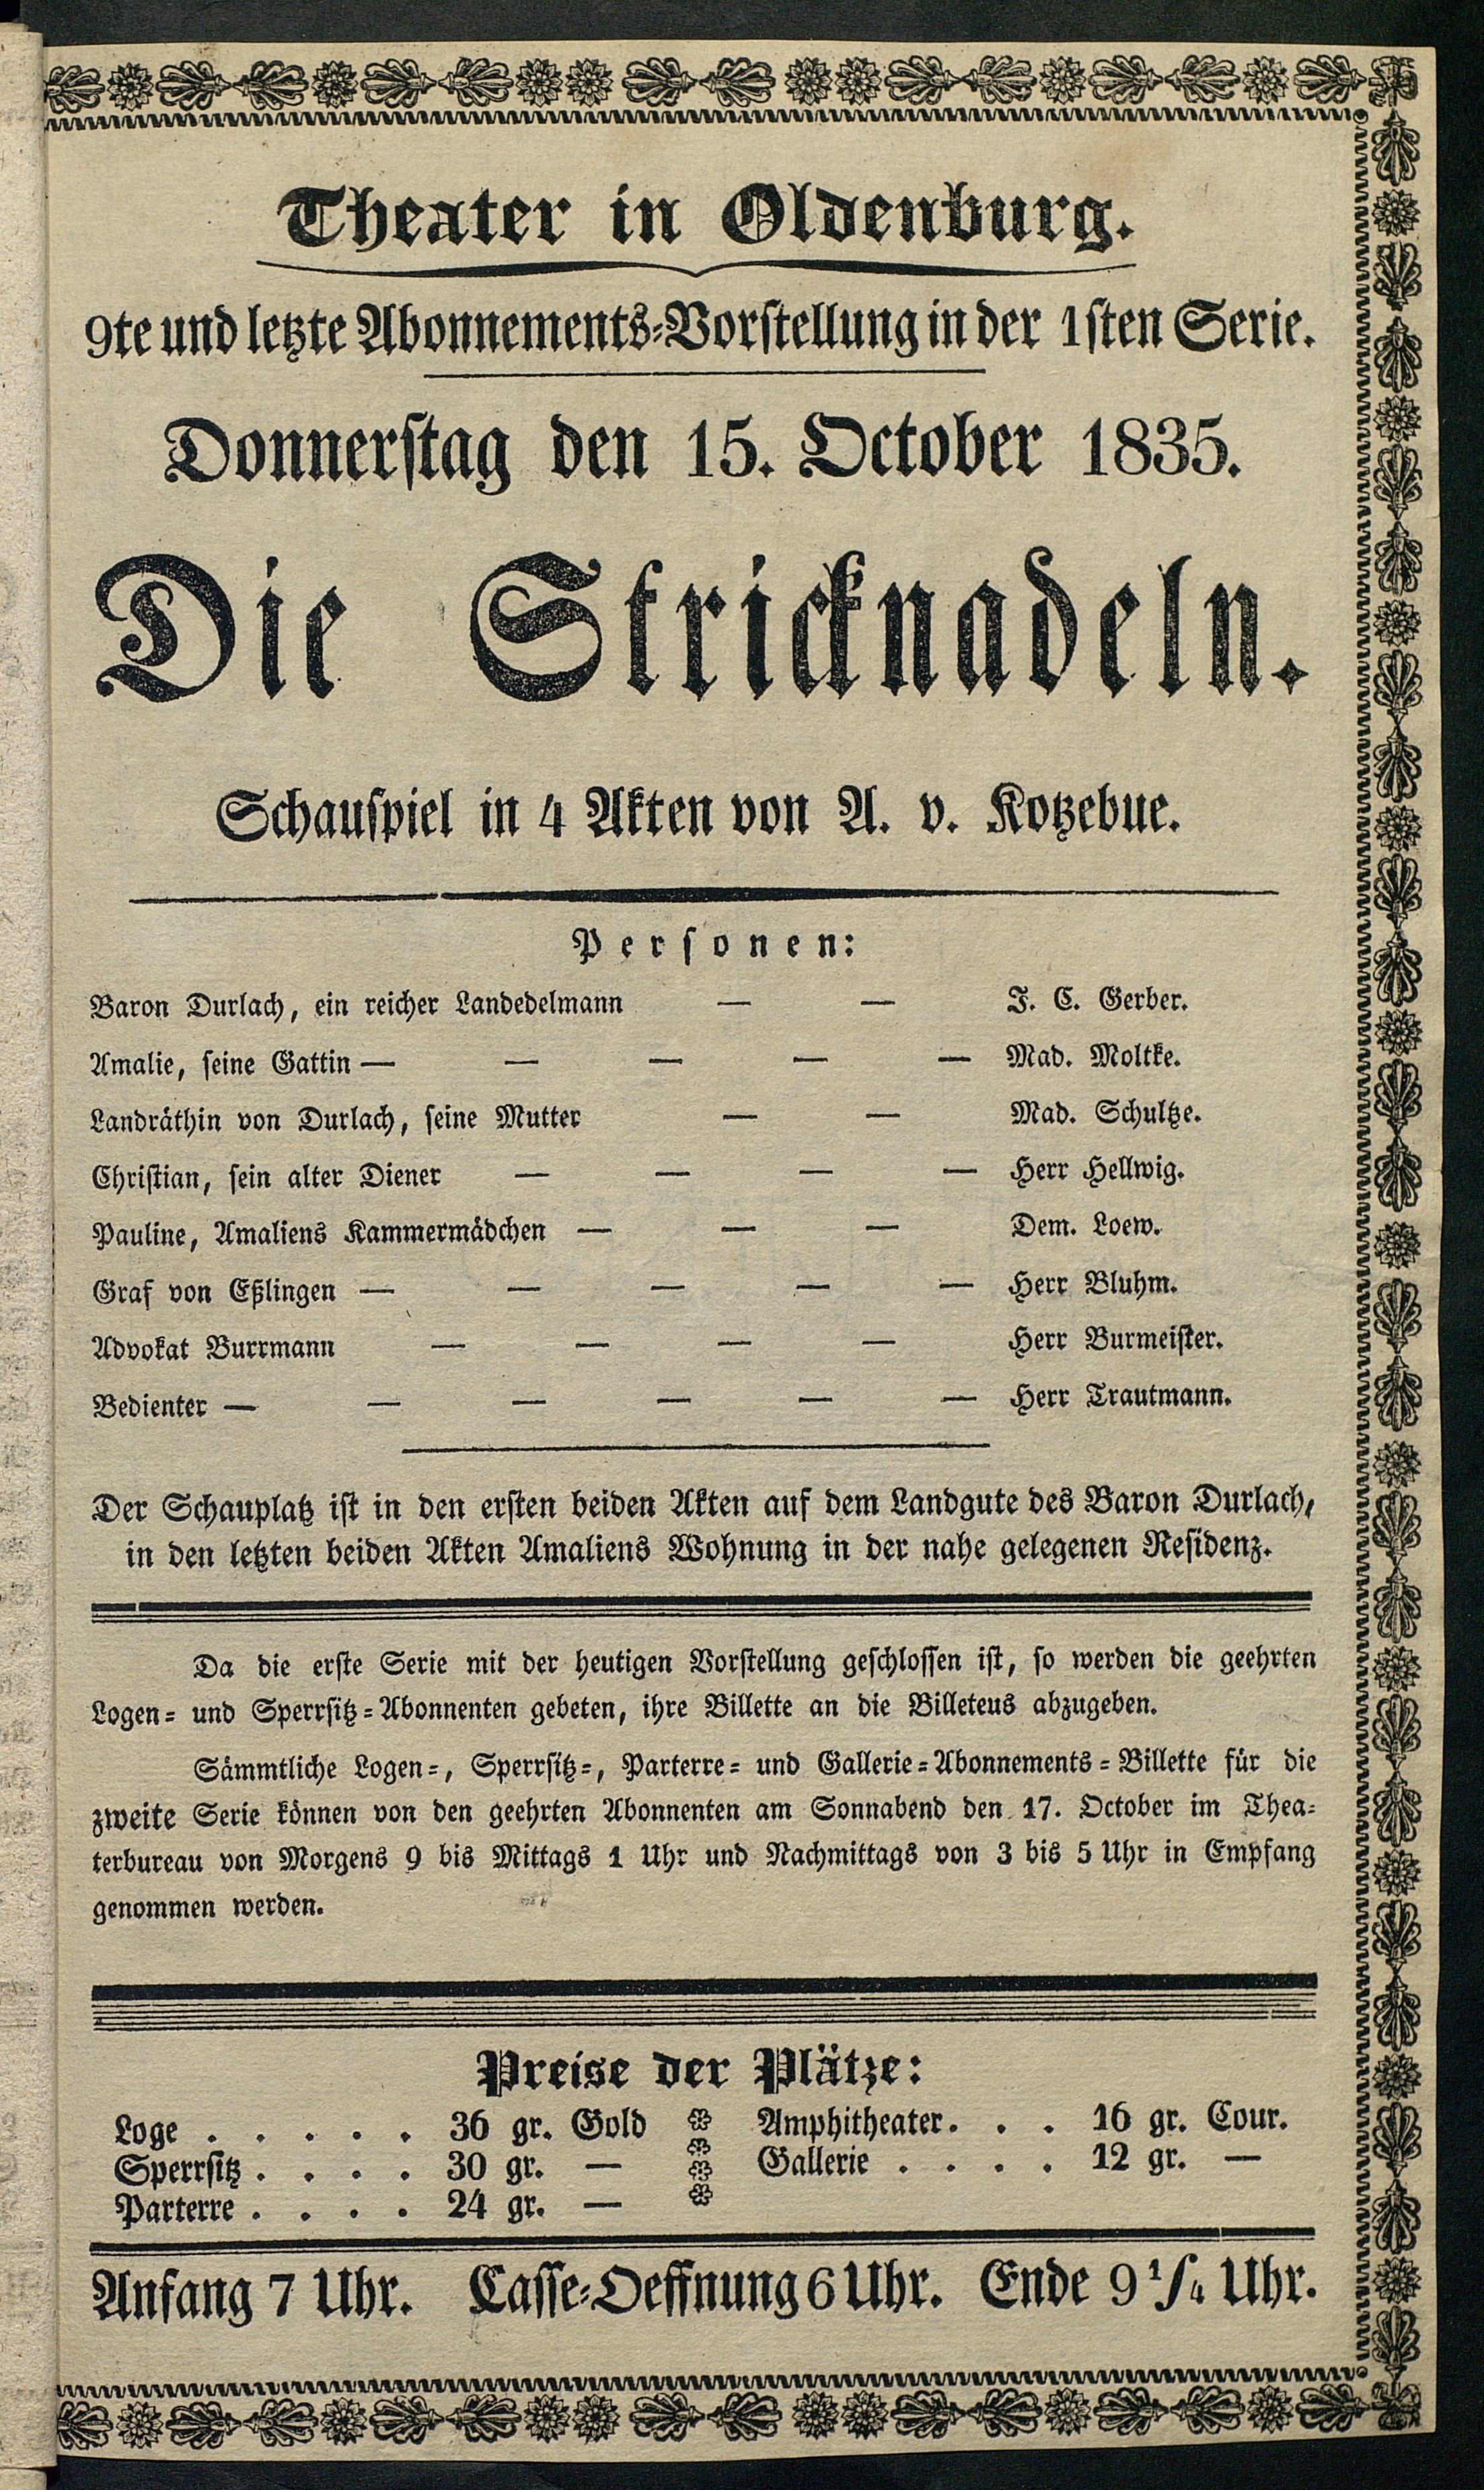 Theater in Oldenburg.
9te und letzte Abonnements-Vorstellung in der 1sten Serie.
Donnerstag den 15. October 1835.
Die Stricknadeln.
Schauspiel in 4 Akten von A. v. Kotzebue.
Personen:
Baron Durlach, ein reicher Landedelmann — — J. C. Gerber.
Amalie, seine Gattin — — — — — Mad. Moltke.
Landräthin von Durlach, seine Mutter — — Mad. Schultze.
Christian, sein alter Diener — — — — Herr Hellwig.
Pauline, Amaliens Kammermädchen — — — Dem. Loew.
Graf von Eßlingen — — — — — Herr Bluhm.
Advokat Burrmann — — — — Herr Burmeister.
Bedienter — — — — — — Herr Trautmann.
Der Schauplatz ist in den ersten beiden Akten auf dem Landgute des Baron Durlach,
in den letzten beiden Akten Amaliens Wohnung in der nahe gelegenen Residenz.
Da die erste Serie mit der heutigen Vorstellung geschlossen ist, so werden die geehrten
Logen- und Sperrsitz-Abonnenten gebeten, ihre Billette an die Billeteus abzugeben.
Sämmtliche Logen-, Sperrsitz-, Parterre- und Gallerie-Abonnements-Billette für die
zweite Serie können von den geehrten Abonnenten am Sonnabend den 17. October im Thea-
terbureau von Morgens 9 bis Mittags 1 Uhr und Nachmittags von 3 bis 5 Uhr in Empfang
genommen werden.
Preise der Plätze:
Loge . . . . . 36 gr. Gold
Sperrsitz . . . . 30 gr. —
Parterre . . . . 24 gr. —
Amphitheater. . . 16 gr. Cour.
Gallerie . . . . 12 gr. —
Anfang 7 Uhr. Casse-Oeffnung 6 Uhr. Ende 9 1/4 Uhr.